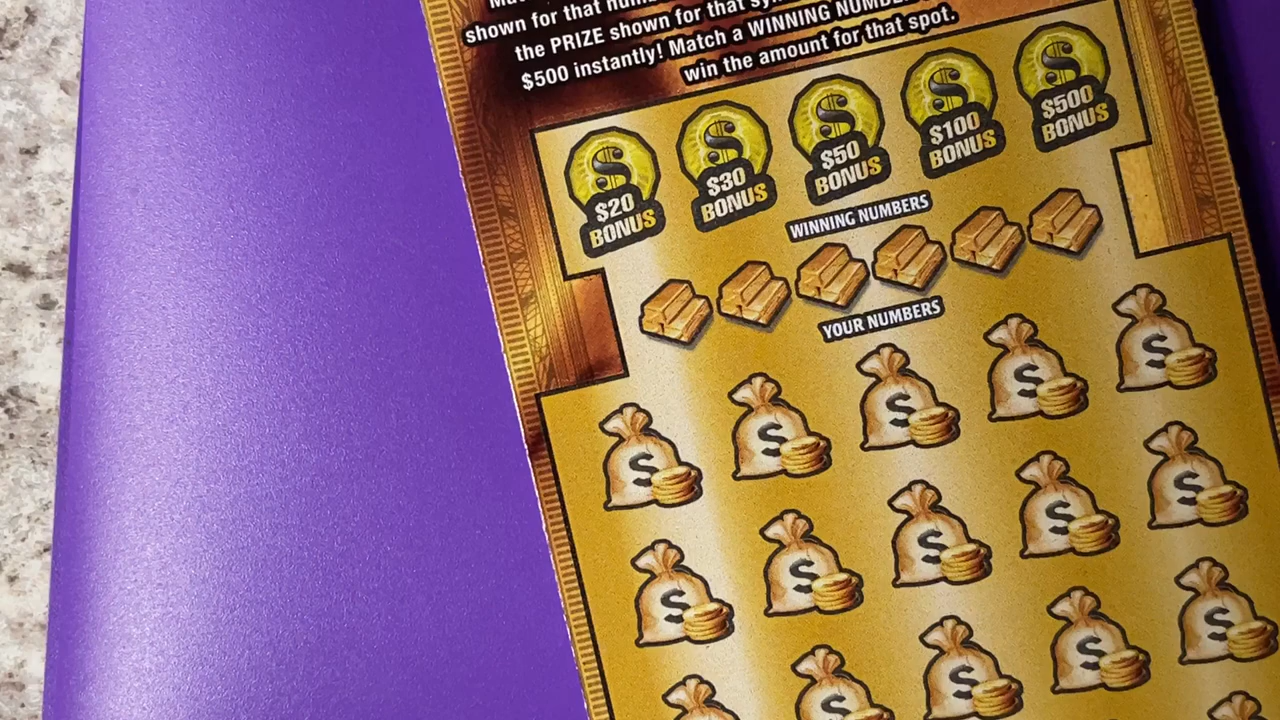 shown for that
the PRIZE shown for that
$500 instantly! Match a WINNING
win the amount for that spot.
$20 BONUS
$30 BONUS
$50 BONUS
$100 BONUS
$500 BONUS
WINNING NUMBERS
YOUR NUMBERS